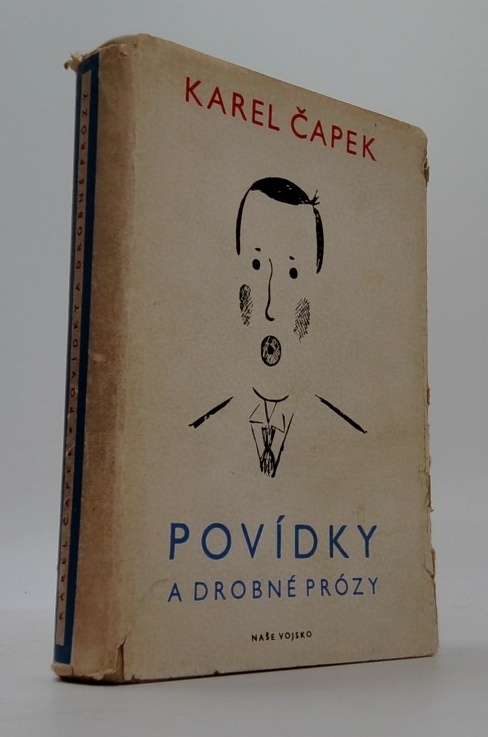 KAREL ČAPEK
POVÍDKY
A DROBNÉ PRÓZY
NAŠE VOJSKO
KAREL ČAPEK • POVÍDKY A DROBNÉ PRÓZY